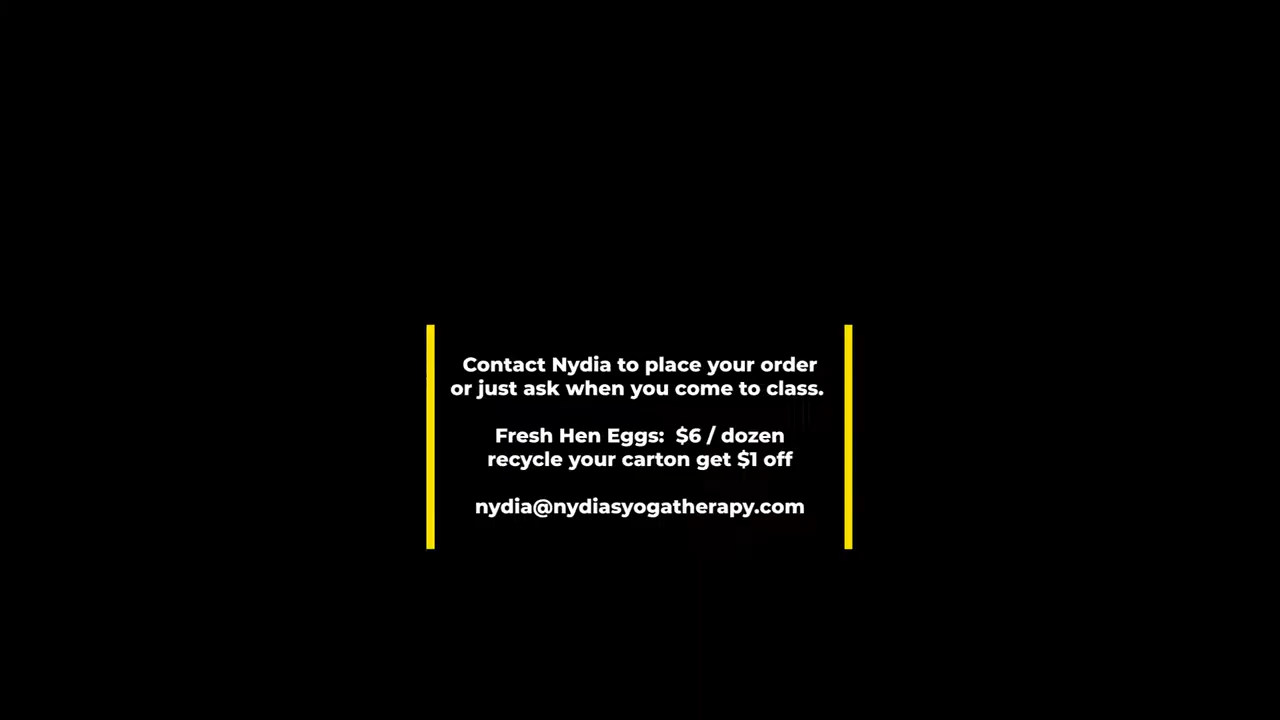 Contact Nydia to place your order
or just ask when you come to class.
Fresh Hen Eggs:  $6 / dozen
recycle your carton get $1 off
nydia@nydiasyogatherapy.com